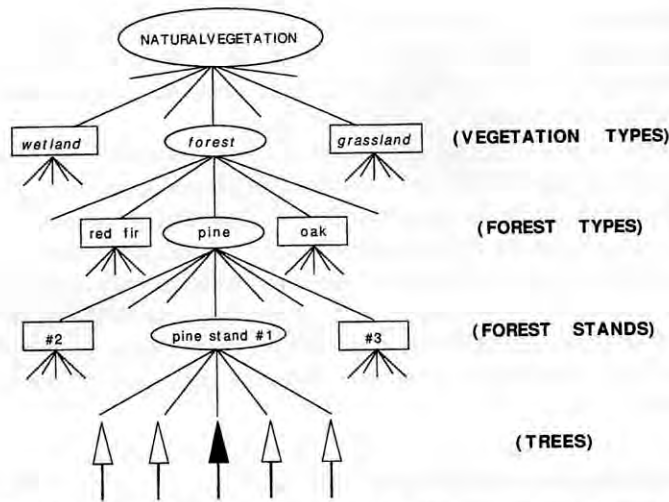 NATURALVEGETATION
wetland forest grassland (VEGETATION TYPES)
red fir pine oak (FOREST TYPES)
#2 pine stand #1 #3 (FOREST STANDS)
(TREES)